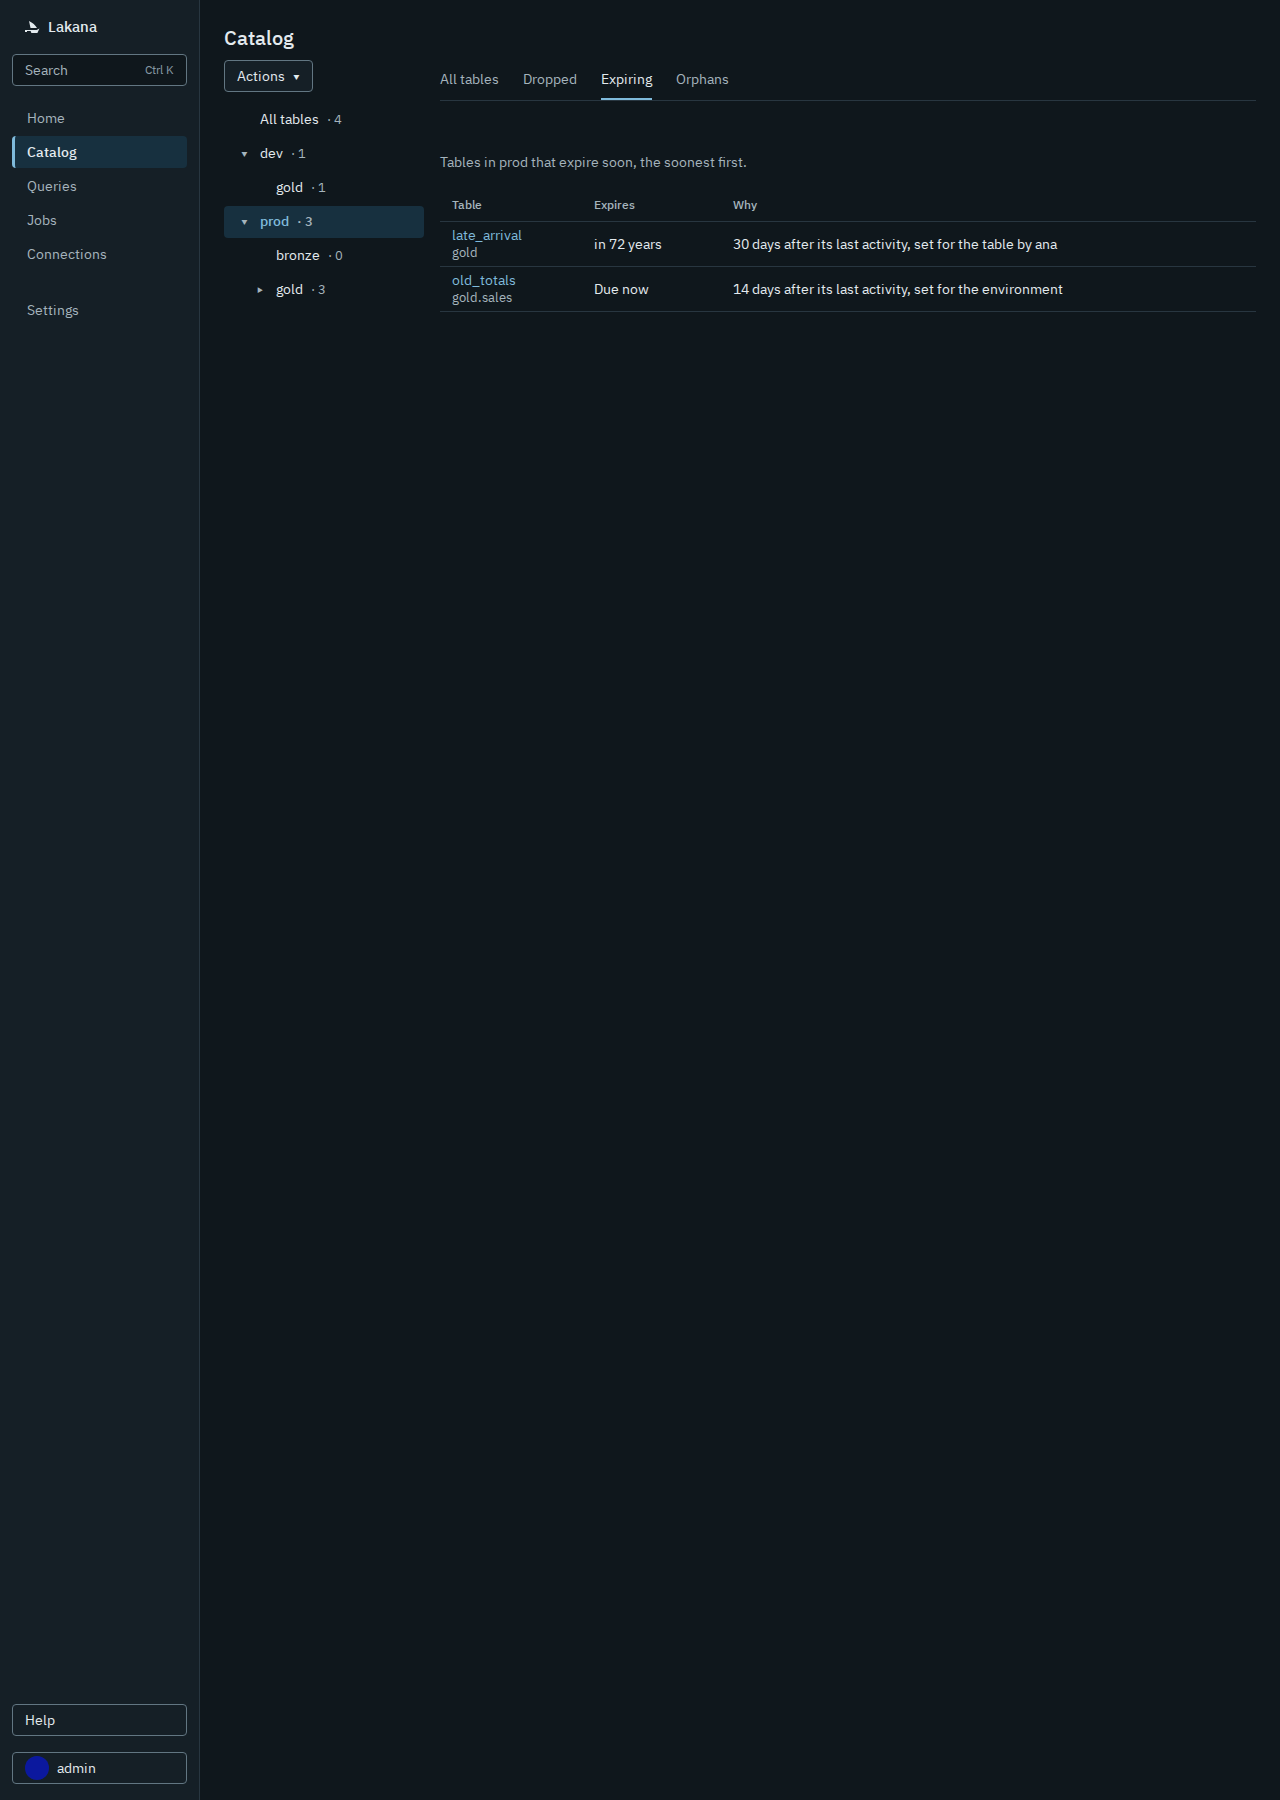 Lakana
Search Ctrl K
Home
Catalog
Queries
Jobs
Connections
Settings
Help
admin
Catalog
Actions ▾
All tables · 4
▾ dev · 1
gold · 1
▾ prod · 3
bronze · 0
▸ gold · 3
All tables Dropped Expiring Orphans
Tables in prod that expire soon, the soonest first.
Table Expires Why
late_arrival
gold
in 72 years
30 days after its last activity, set for the table by ana
old_totals
gold.sales
Due now
14 days after its last activity, set for the environment